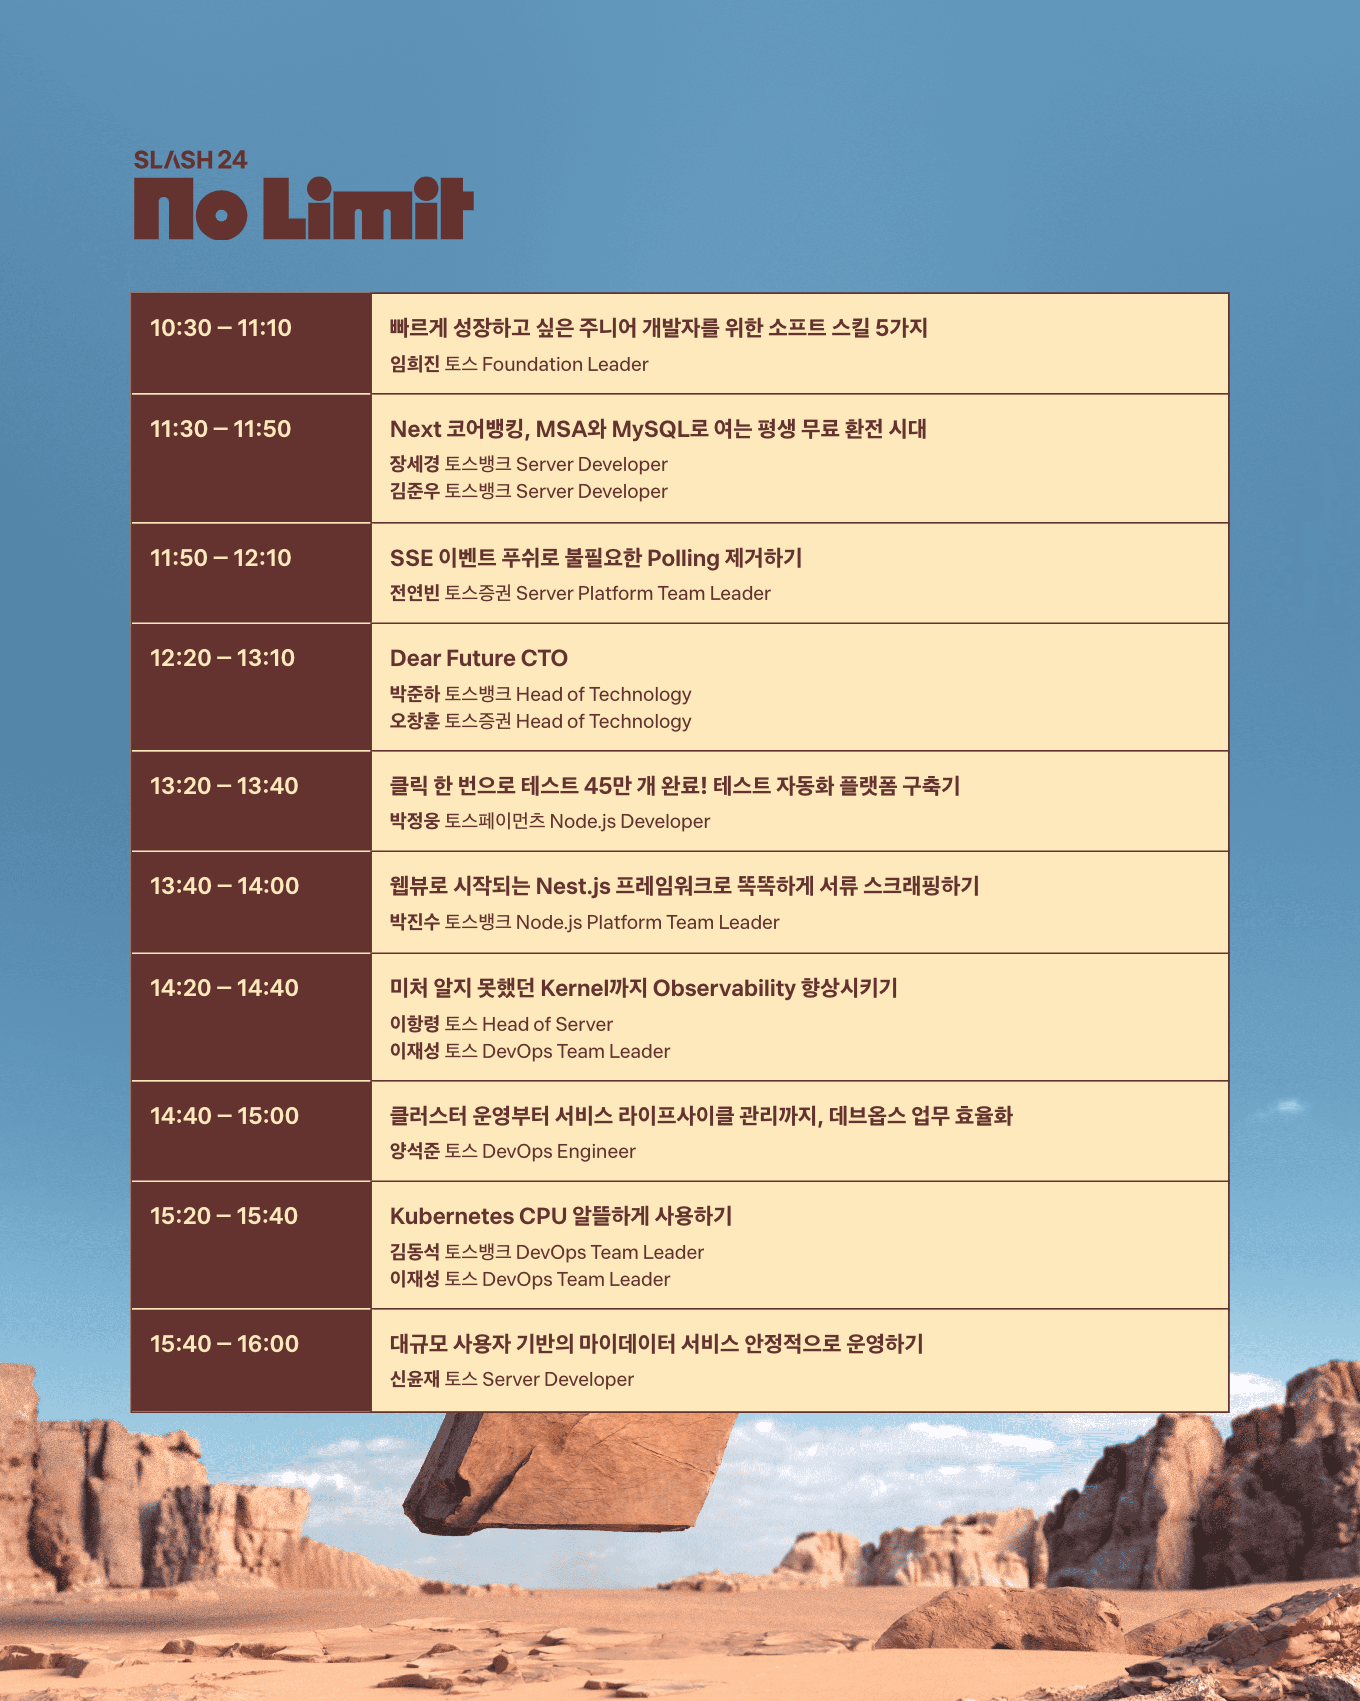 SLASH 24
No Limit
10:30 – 11:10
빠르게 성장하고 싶은 주니어 개발자를 위한 소프트 스킬 5가지
임희진 토스 Foundation Leader
11:30 – 11:50
Next 코어뱅킹, MSA와 MySQL로 여는 평생 무료 환전 시대
장세경 토스뱅크 Server Developer
김준우 토스뱅크 Server Developer
11:50 – 12:10
SSE 이벤트 푸쉬로 불필요한 Polling 제거하기
전연빈 토스증권 Server Platform Team Leader
12:20 – 13:10
Dear Future CTO
박준하 토스뱅크 Head of Technology
오창훈 토스증권 Head of Technology
13:20 – 13:40
클릭 한 번으로 테스트 45만 개 완료! 테스트 자동화 플랫폼 구축기
박정웅 토스페이먼츠 Node.js Developer
13:40 – 14:00
웹뷰로 시작되는 Nest.js 프레임워크로 똑똑하게 서류 스크래핑하기
박진수 토스뱅크 Node.js Platform Team Leader
14:20 – 14:40
미처 알지 못했던 Kernel까지 Observability 향상시키기
이항령 토스 Head of Server
이재성 토스 DevOps Team Leader
14:40 – 15:00
클러스터 운영부터 서비스 라이프사이클 관리까지, 데브옵스 업무 효율화
양석준 토스 DevOps Engineer
15:20 – 15:40
Kubernetes CPU 알뜰하게 사용하기
김동석 토스뱅크 DevOps Team Leader
이재성 토스 DevOps Team Leader
15:40 – 16:00
대규모 사용자 기반의 마이데이터 서비스 안정적으로 운영하기
신윤재 토스 Server Developer